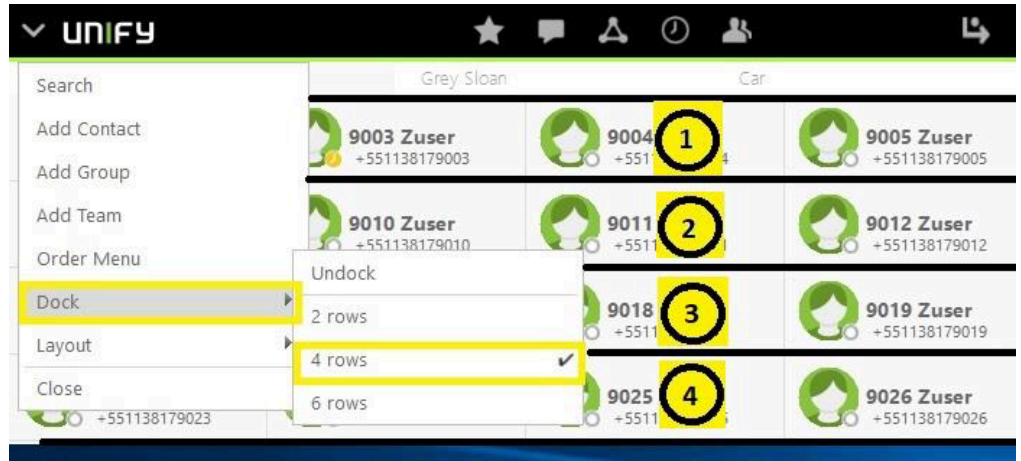 UNIFY
Grey Sloan Car
Search
Add Contact
Add Group
Add Team
Order Menu
Dock
Layout
Close
Undock
2 rows
4 rows
6 rows
9003 Zuser
+551138179003
9004
1
9005 Zuser
+551138179005
9010 Zuser
+551138179010
9011
2
9012 Zuser
+551138179012
9018
3
9019 Zuser
+551138179019
+551138179023
9025
4
9026 Zuser
+551138179026